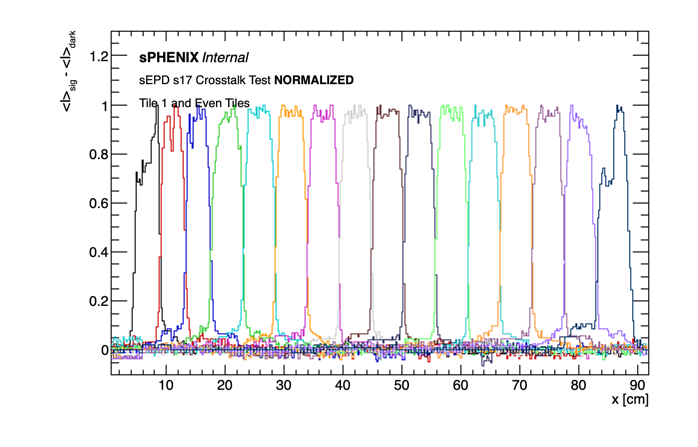 <I>sig - <I>dark
sPHENIX Internal
sEPD s17 Crosstalk Test NORMALIZED
Tile 1 and Even Tiles
1.2
1
0.8
0.6
0.4
0.2
0
10 20 30 40 50 60 70 80 90
x [cm]